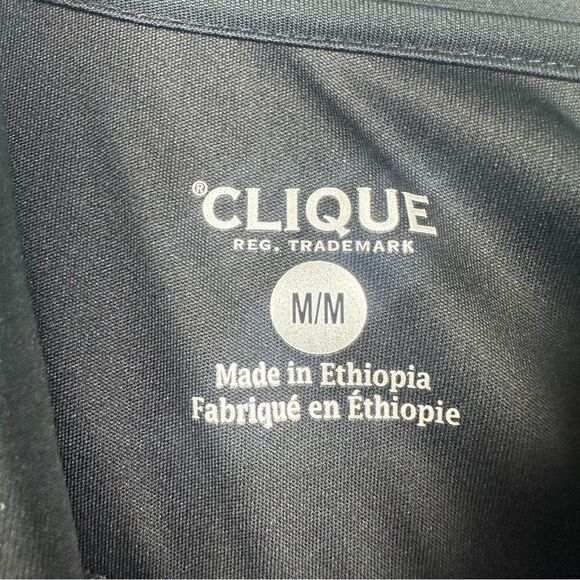 ®CLIQUE
REG. TRADEMARK
M/M
Made in Ethiopia
Fabriqué en Éthiopie